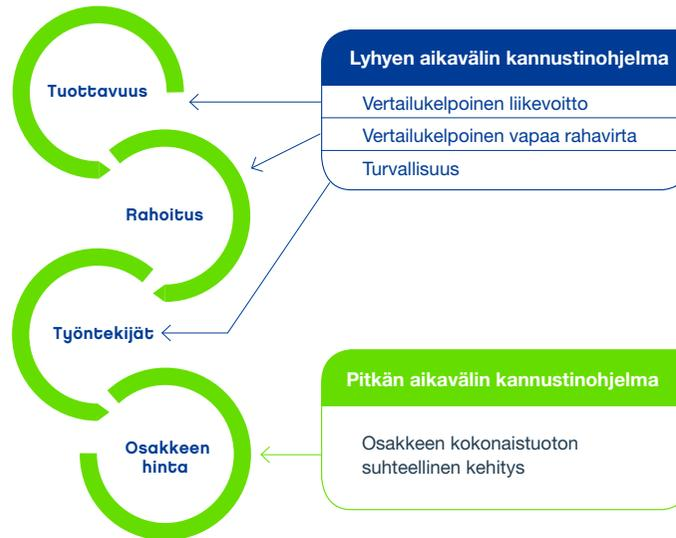 Tuottavuus
Rahoitus
Työntekijät
Osakkeen
hinta
Lyhyen aikavälin kannustinohjelma
Vertailukelpoinen liikevoitto
Vertailukelpoinen vapaa rahavirta
Turvallisuus
Pitkän aikavälin kannustinohjelma
Osakkeen kokonaistuoton
suhteellinen kehitys